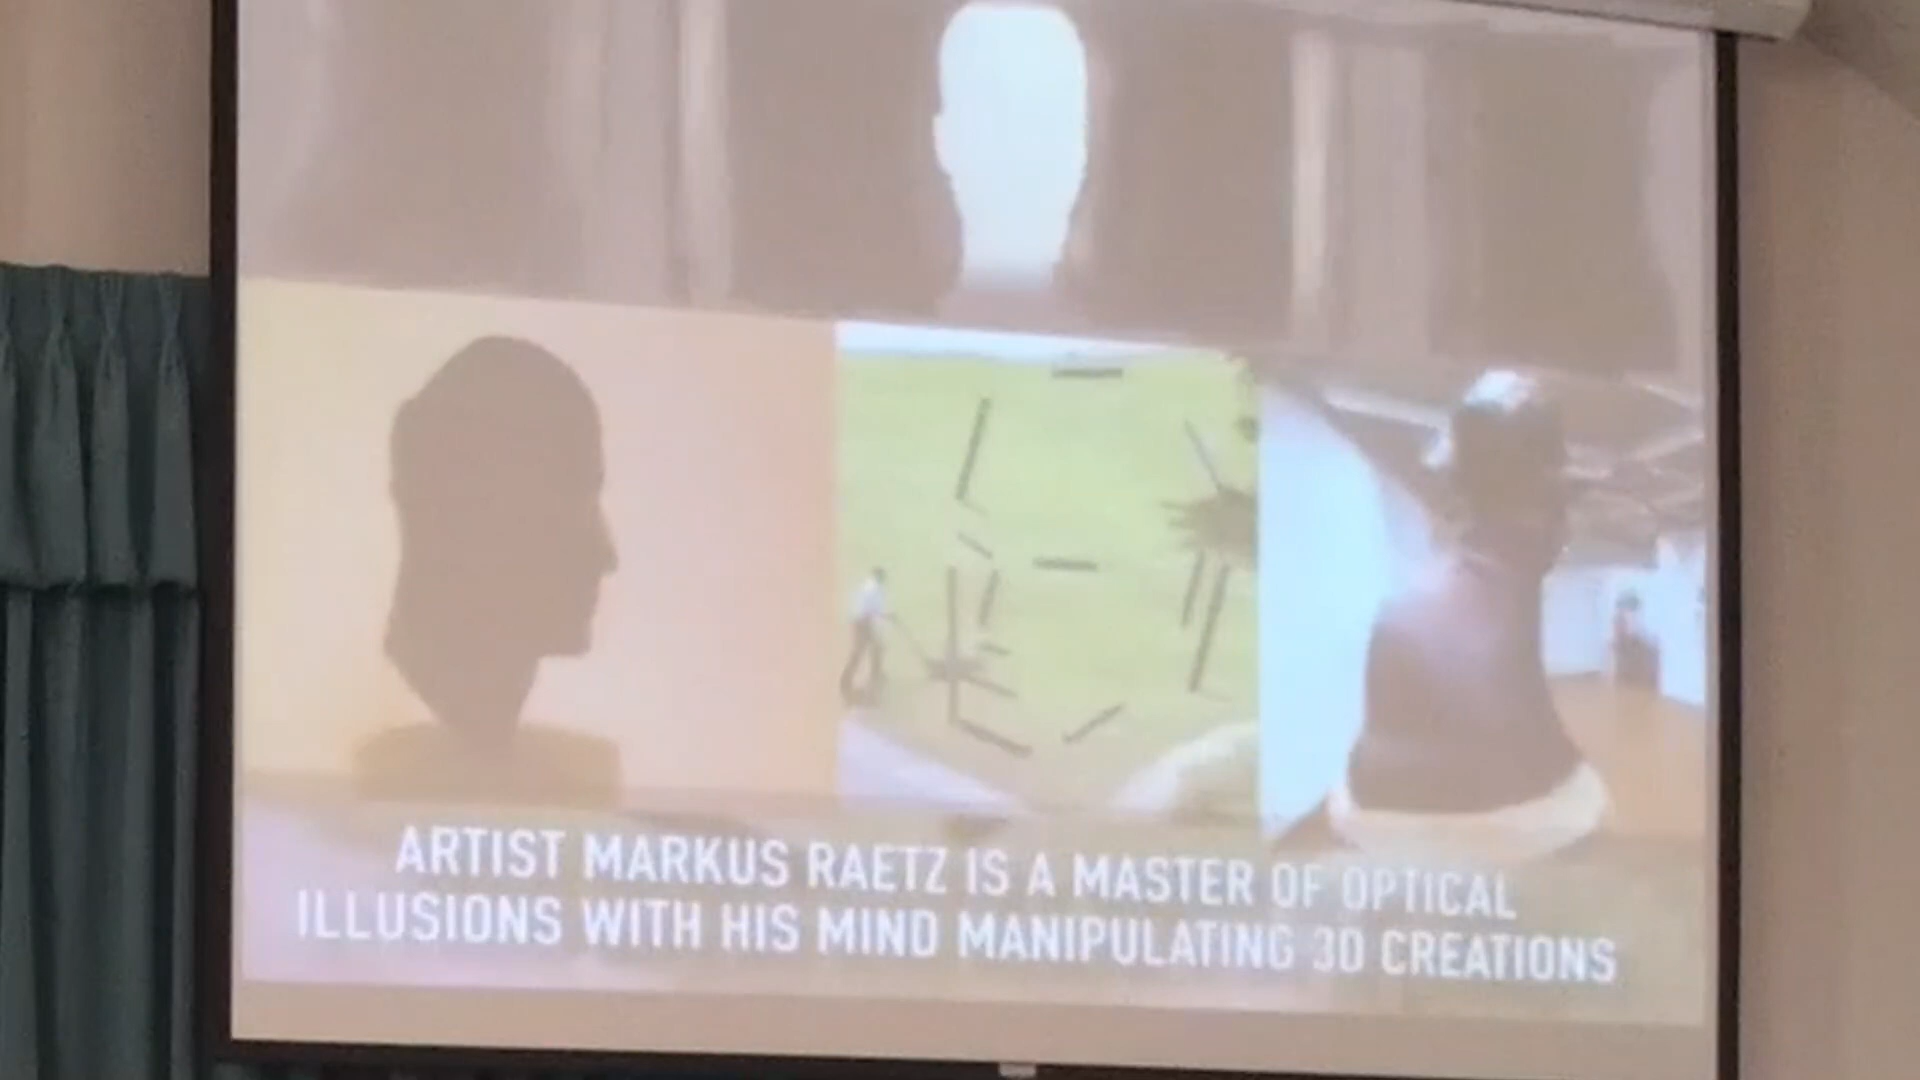 ARTIST MARKUS RAETZ IS A MASTER OF OPTICAL
ILLUSIONS WITH HIS MIND MANIPULATING 3D CREATIONS